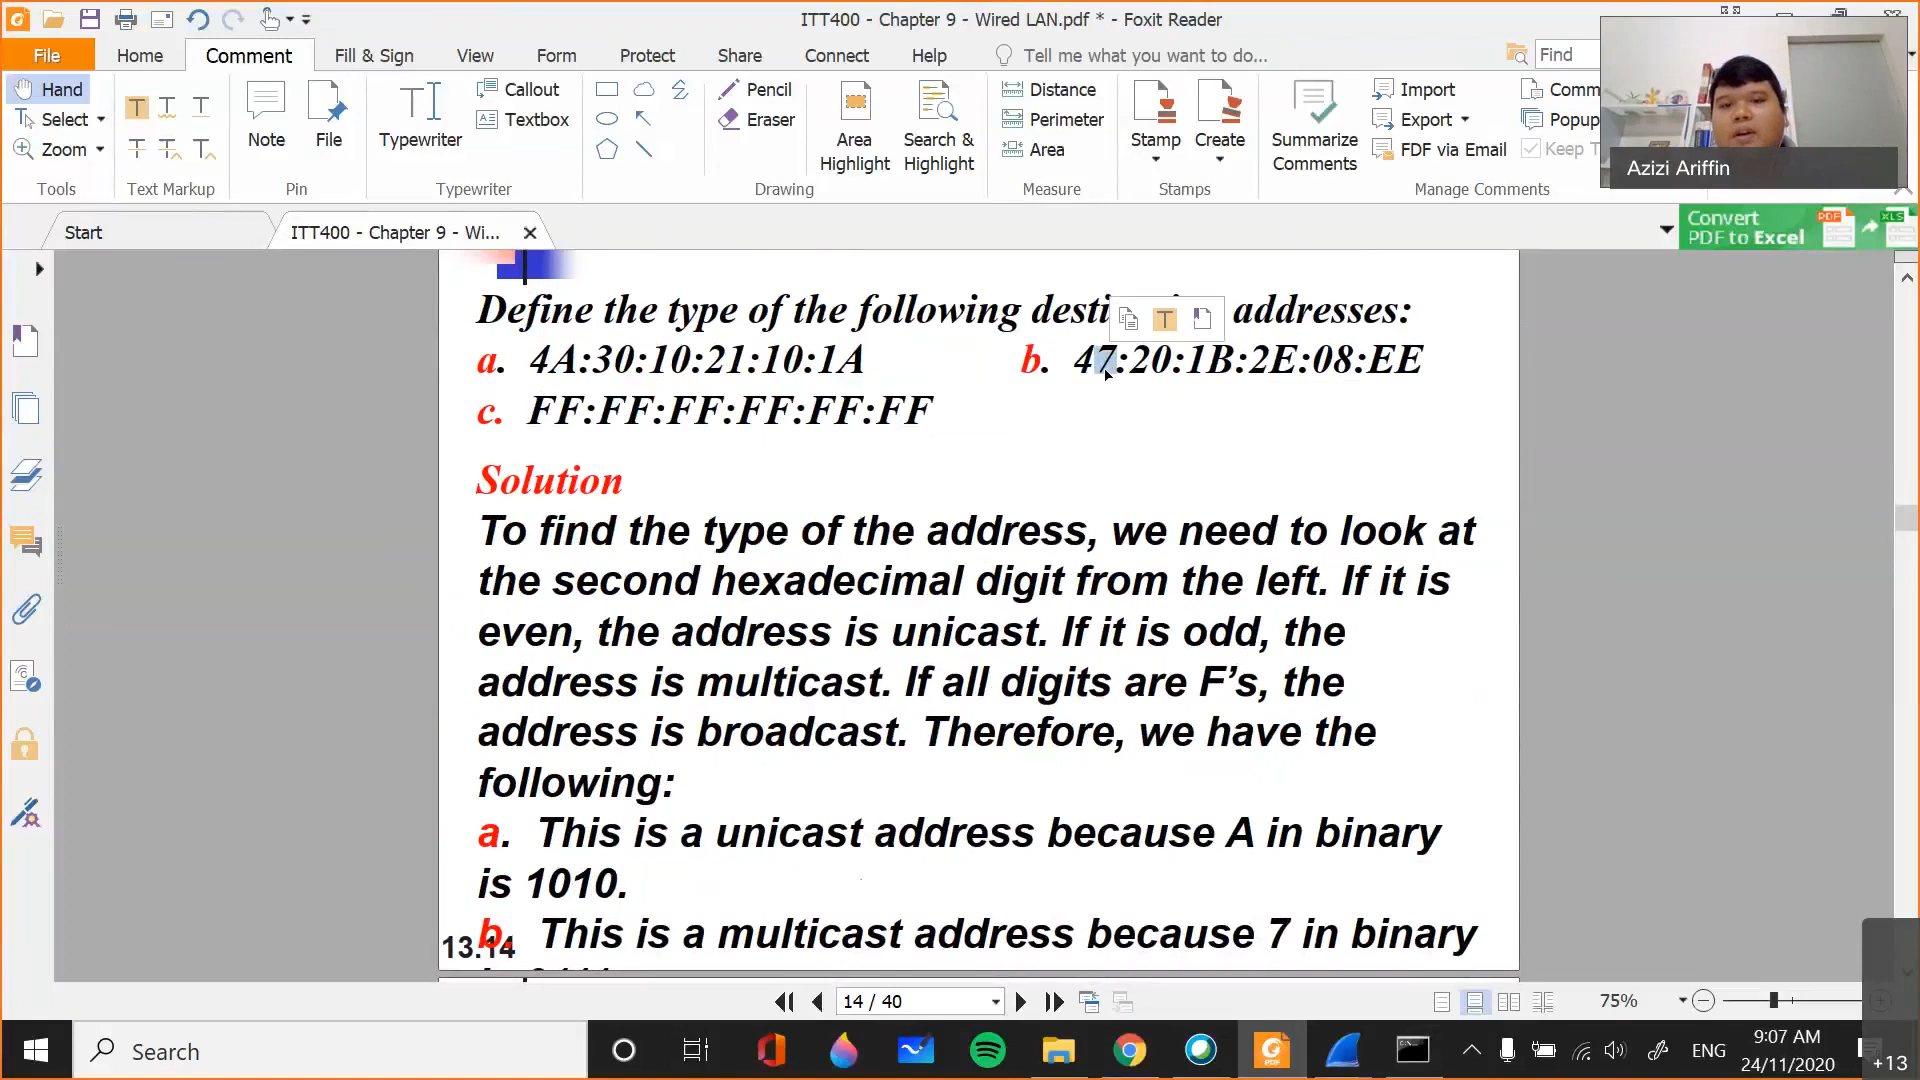 ITT400 - Chapter 9 - Wired LAN.pdf * - Foxit Reader
File Home Comment Fill & Sign View Form Protect Share Connect Help Tell me what you want to do... Find
Hand
Select
Zoom
Tools
T T T
T T T
Text Markup
Note
File
Pin
Typewriter
Callout
Textbox
Typewriter
Pencil
Eraser
Area Highlight
Search & Highlight
Drawing
Distance
Perimeter
Area
Measure
Stamp
Create
Stamps
Summarize Comments
Import
Export
FDF via Email
Comm
Popup
Keep T
Manage Comments
Azizi Ariffin
Start
ITT400 - Chapter 9 - Wi...
Convert
PDF to Excel
PDF
XLS
Define the type of the following desti addresses:
a. 4A:30:10:21:10:1A b. 47:20:1B:2E:08:EE
c. FF:FF:FF:FF:FF:FF
Solution
To find the type of the address, we need to look at
the second hexadecimal digit from the left. If it is
even, the address is unicast. If it is odd, the
address is multicast. If all digits are F’s, the
address is broadcast. Therefore, we have the
following:
a. This is a unicast address because A in binary
is 1010.
b. This is a multicast address because 7 in binary
13.14
14 / 40
75%
Search
ENG
9:07 AM
24/11/2020
+13